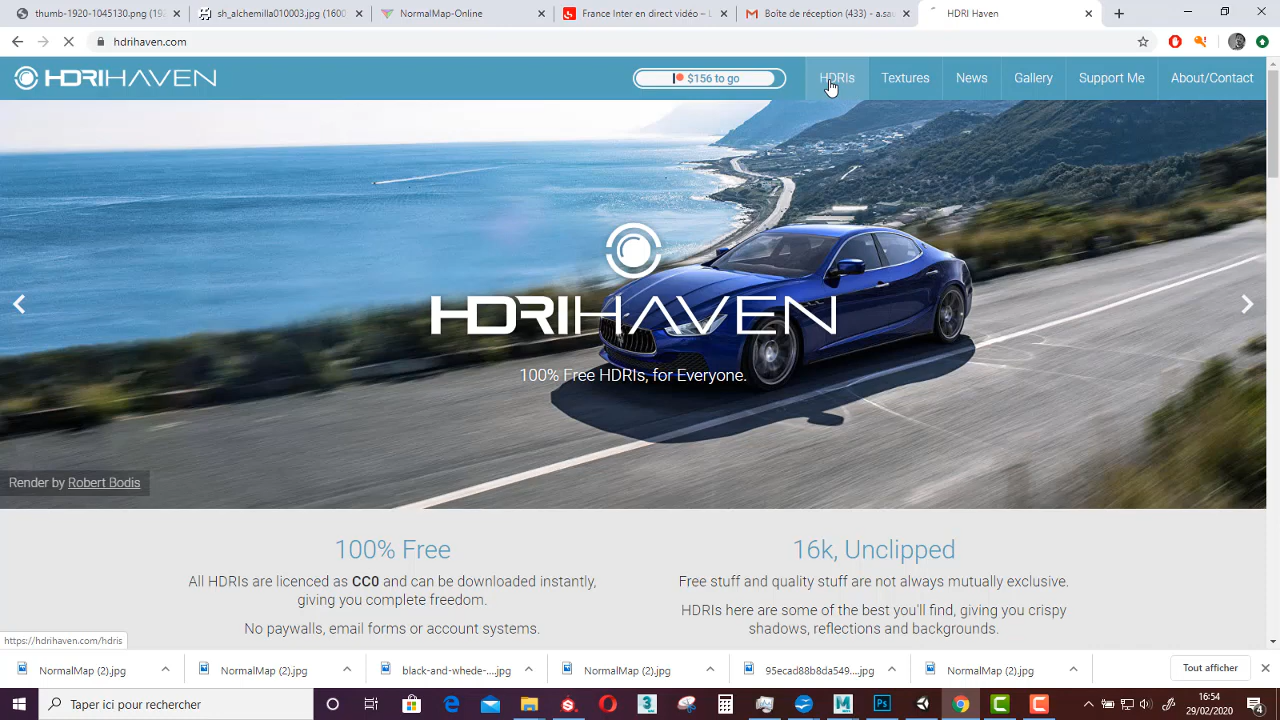 thumb-1920-1045130.png (192
sh_alchemilla010003.jpg (1600
NormalMap-Online
France Inter en direct vidéo – L
Boîte de réception (433) - a.sau
HDRI Haven
hdrihaven.com
HDRIHAVEN
$156 to go
HDRIs
Textures
News
Gallery
Support Me
About/Contact
HDRIHAVEN
100% Free HDRIs, for Everyone.
Render by Robert Bodis
100% Free
All HDRIs are licenced as CC0 and can be downloaded instantly,
giving you complete freedom.
No paywalls, email forms or account systems.
16k, Unclipped
Free stuff and quality stuff are not always mutually exclusive.
HDRIs here are some of the best you'll find, giving you crispy
shadows, reflections and backgrounds.
https://hdrihaven.com/hdris
NormalMap (2).jpg
NormalMap (2).jpg
black-and-whede-....jpg
NormalMap (2).jpg
95ecad88b8da549....jpg
NormalMap (2).jpg
Tout afficher
Taper ici pour rechercher
16:54
29/02/2020